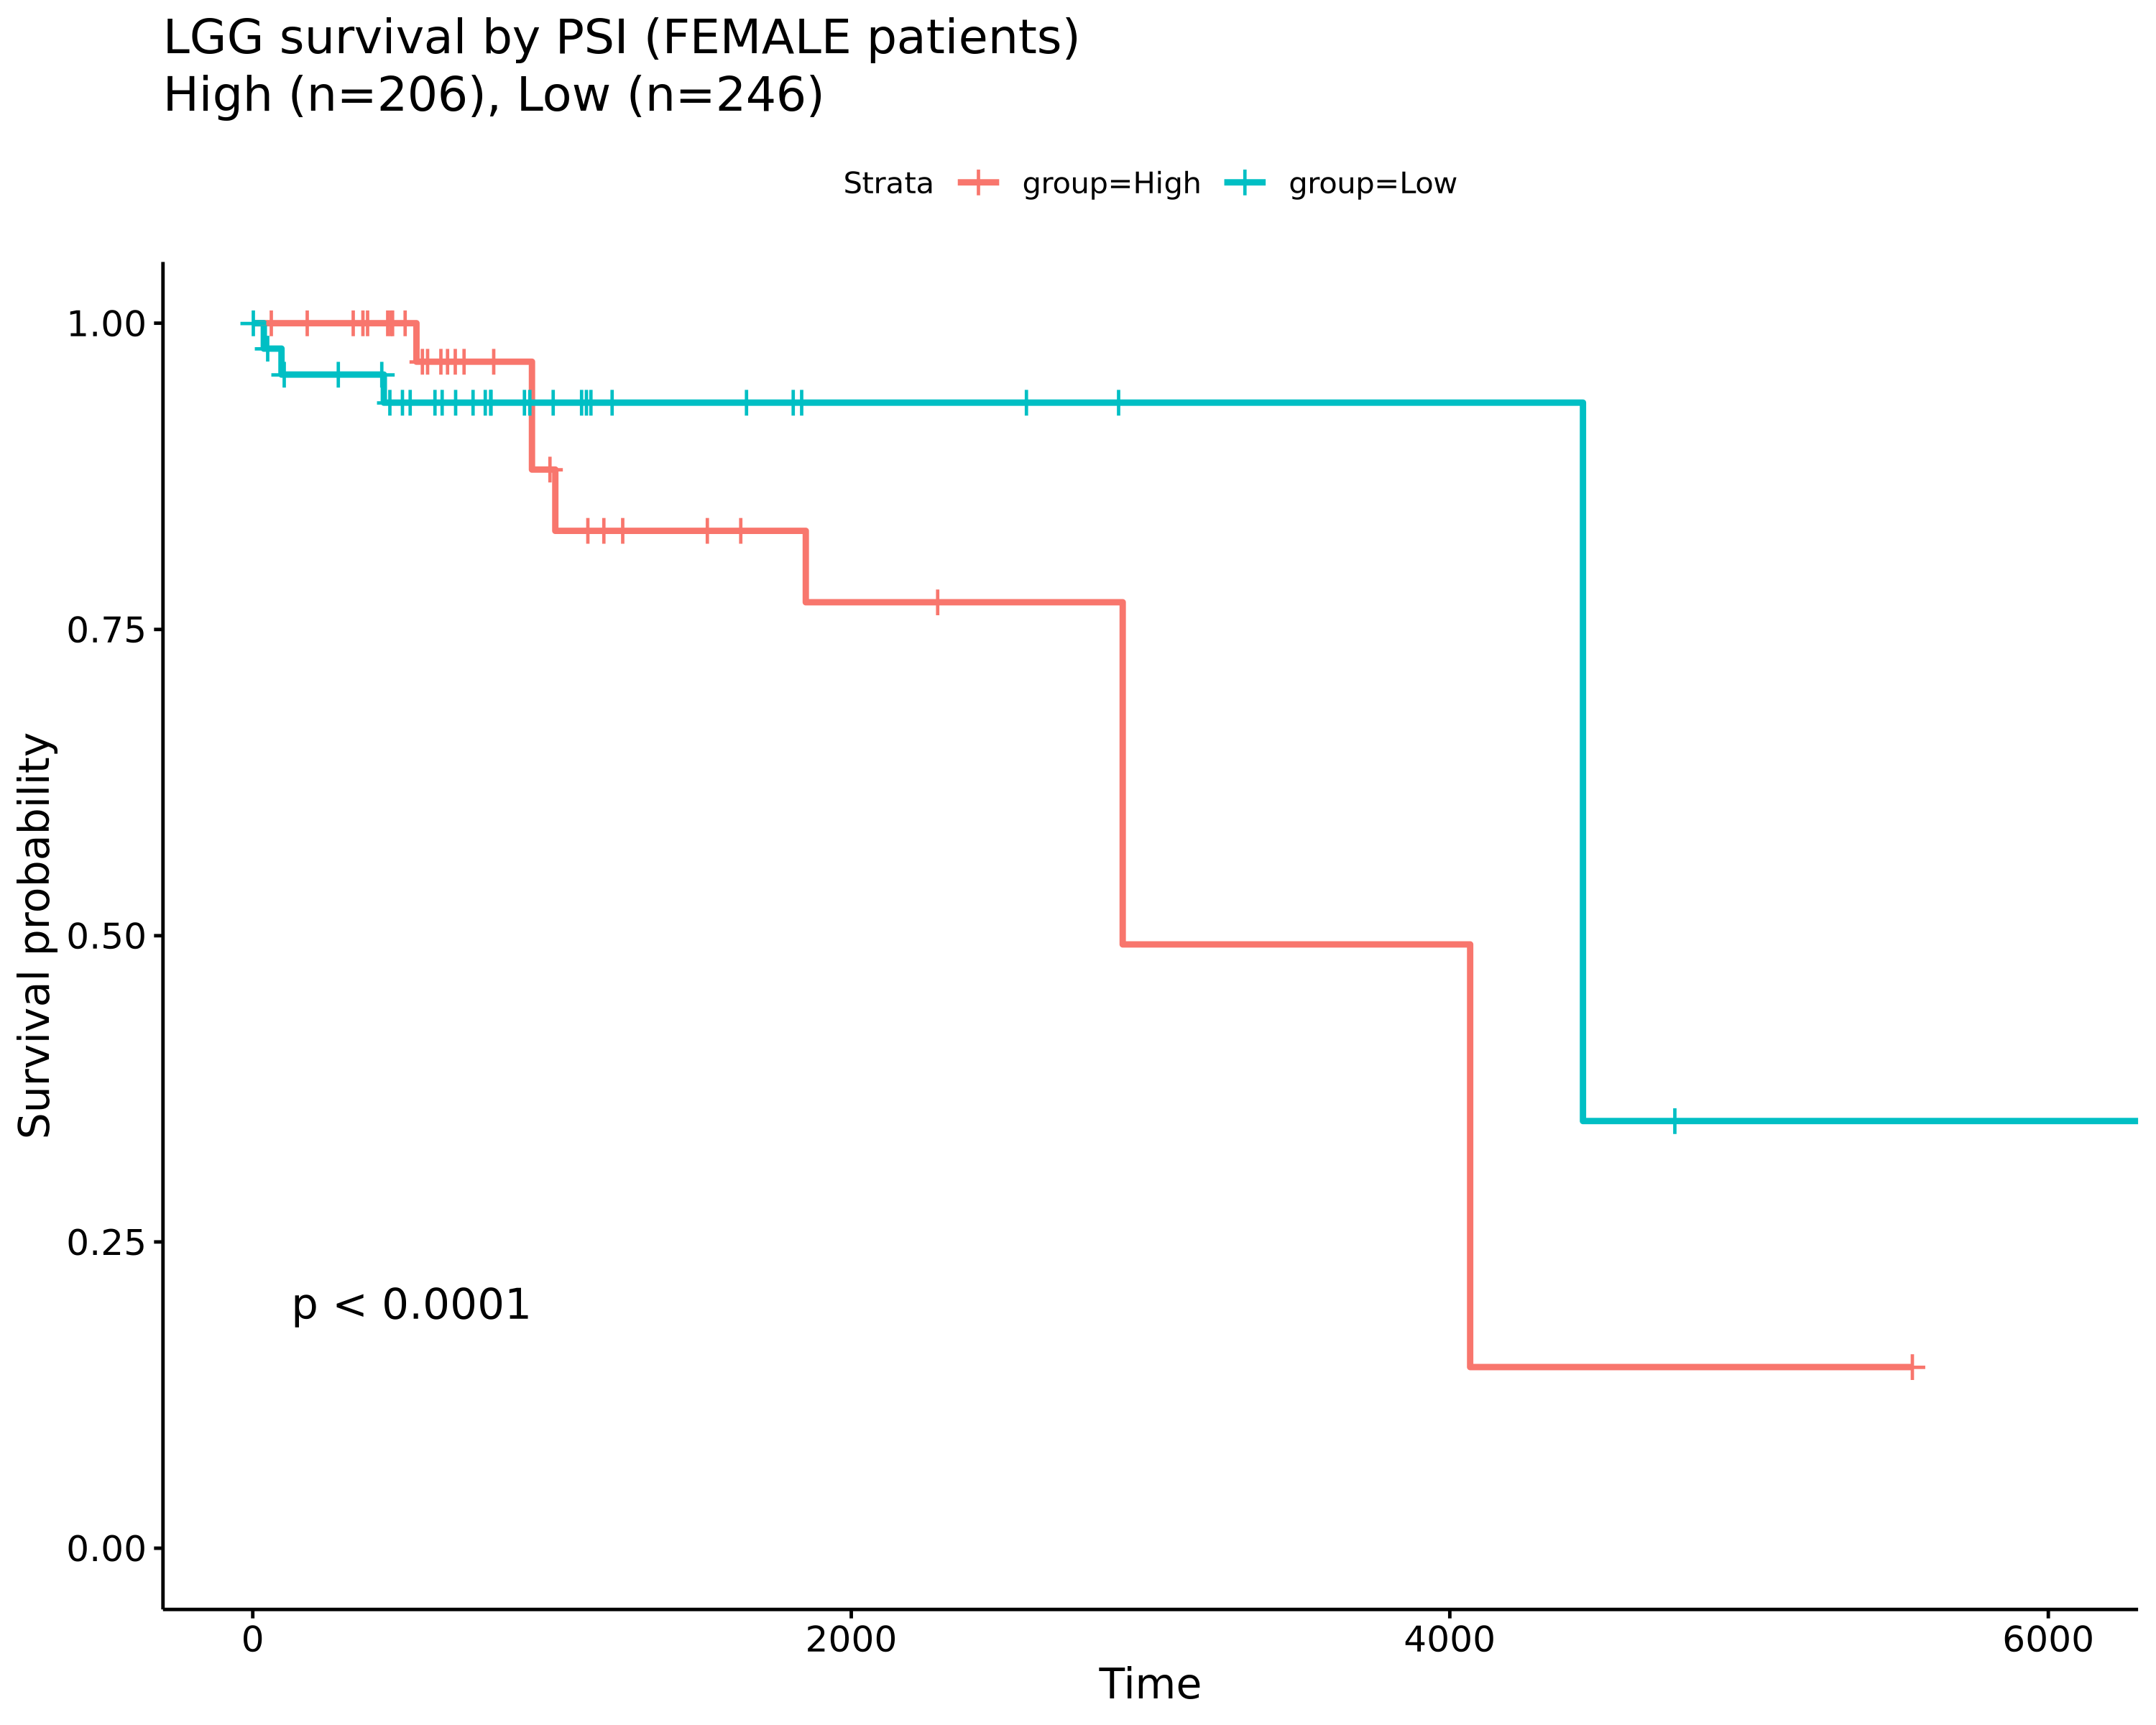 LGG survival by PSI (FEMALE patients)
High (n=206), Low (n=246)
Strata group=High group=Low
1.00
0.75
0.50
0.25
0.00
Survival probability
p < 0.0001
0 2000 4000 6000
Time